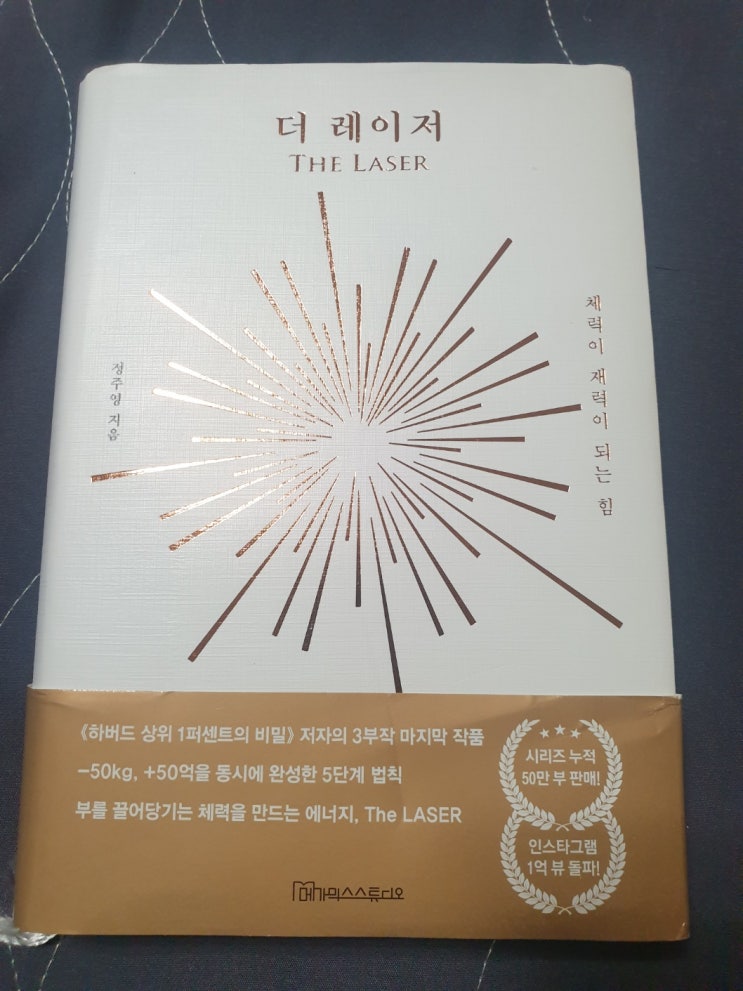 더 레이저
THE LASER
체력이 재력이 되는 힘
정주영 지음
《하버드 상위 1퍼센트의 비밀》 저자의 3부작 마지막 작품
-50kg, +50억을 동시에 완성한 5단계 법칙
부를 끌어당기는 체력을 만드는 에너지, The LASER
시리즈 누적
50만 부 판매!
인스타그램
1억 뷰 돌파!
메가믹스스튜디오